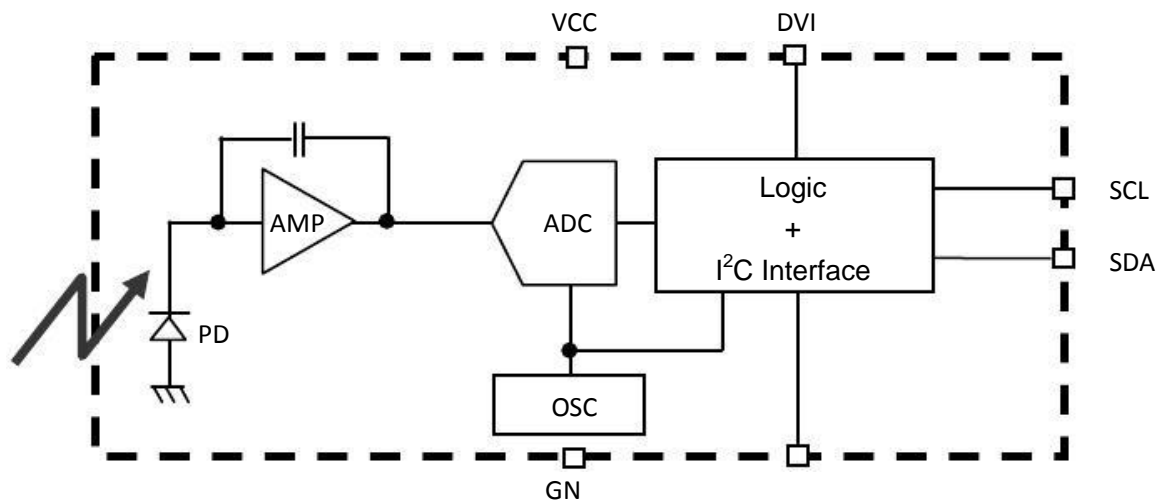 VCC
DVI
AMP
ADC
Logic
+
I²C Interface
SCL
SDA
PD
OSC
GN